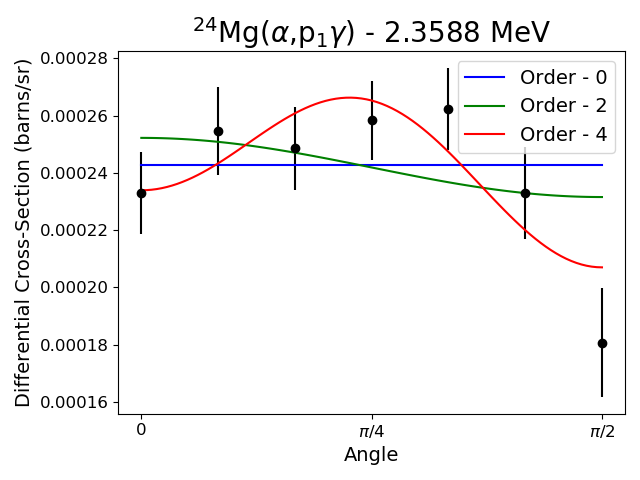 ²⁴Mg(α,p₁γ) - 2.3588 MeV
Differential Cross-Section (barns/sr)
0.00028
0.00026
0.00024
0.00022
0.00020
0.00018
0.00016
Order - 0
Order - 2
Order - 4
0
π/4
π/2
Angle